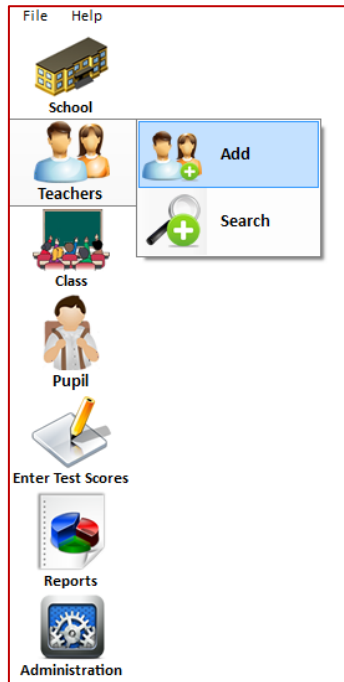 File Help
School
Teachers
Add
Search
Class
Pupil
Enter Test Scores
Reports
Administration